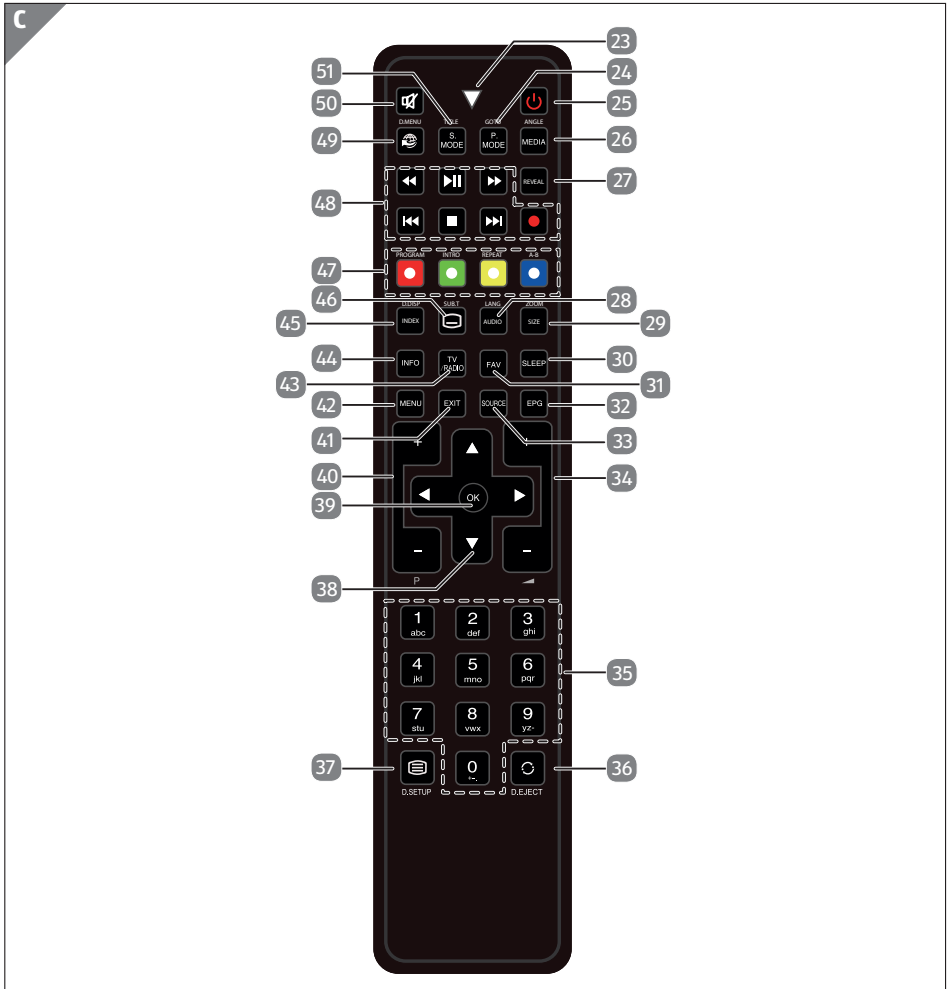 C
23
51
24
50
25
D.MENU TITLE GOTO ANGLE
49
S. MODE
P. MODE
MEDIA
26
REVEAL
27
48
47
PROGRAM INTRO REPEAT A-B
46
28
D.DISP SUB.T LANG ZOOM
45
INDEX
AUDIO
SIZE
29
44
INFO
TV /RADIO
FAV
SLEEP
30
43
31
42
MENU
EXIT
SOURCE
EPG
32
41
33
+ +
40
34
OK
39
- -
38
P
1 abc
2 def
3 ghi
4 jkl
5 mno
6 pqr
35
7 stu
8 vwx
9 yz-
37
0 +-.
36
D.SETUP D.EJECT